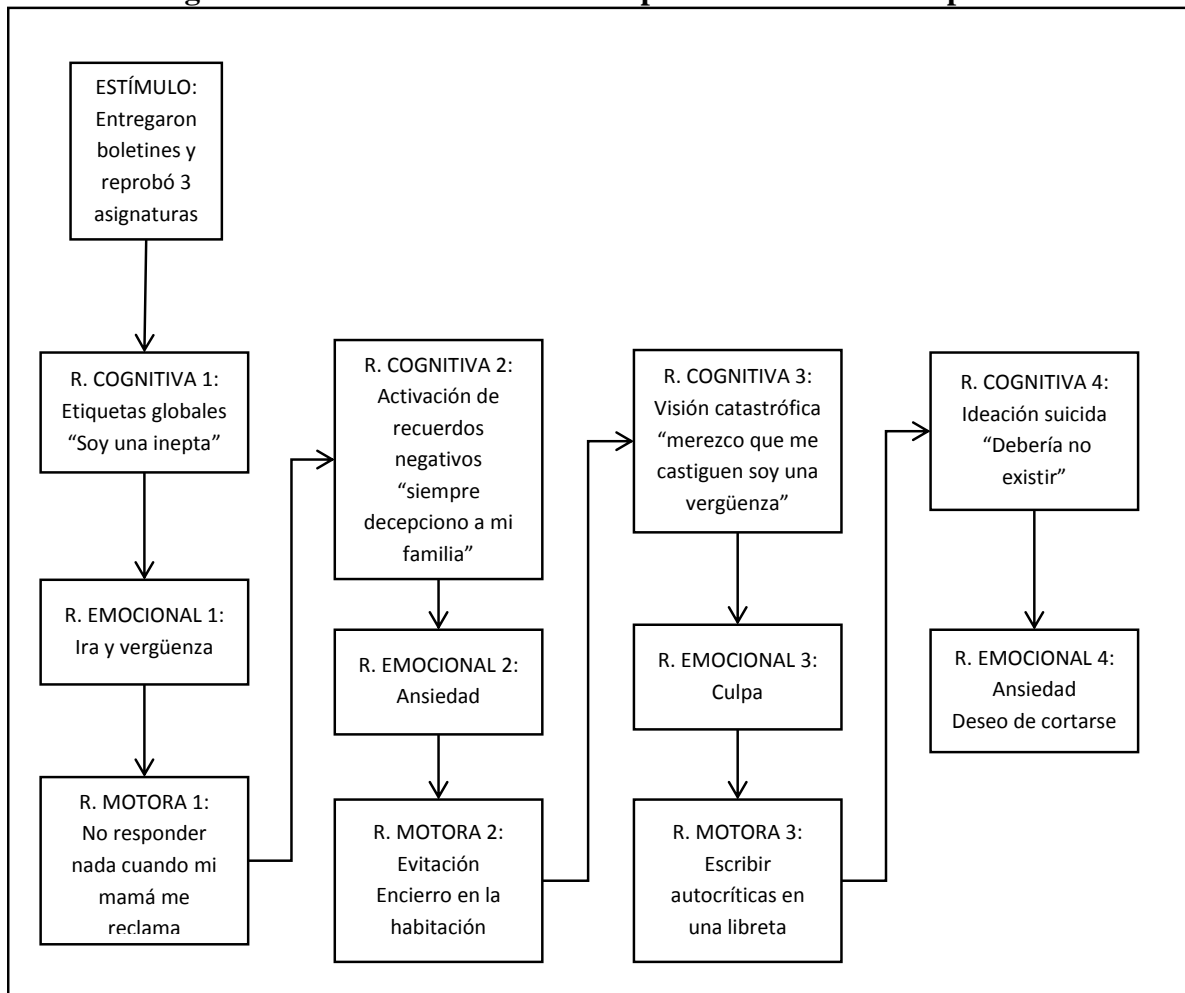 ESTÍMULO:
Entregaron
boletines y
reprobó 3
asignaturas
R. COGNITIVA 1:
Etiquetas globales
“Soy una inepta”
R. EMOCIONAL 1:
Ira y vergüenza
R. MOTORA 1:
No responder
nada cuando mi
mamá me
reclama
R. COGNITIVA 2:
Activación de
recuerdos
negativos
“siempre
decepciono a mi
familia”
R. EMOCIONAL 2:
Ansiedad
R. MOTORA 2:
Evitación
Encierro en la
habitación
R. COGNITIVA 3:
Visión catastrófica
“merezco que me
castiguen soy una
vergüenza”
R. EMOCIONAL 3:
Culpa
R. MOTORA 3:
Escribir
autocríticas en
una libreta
R. COGNITIVA 4:
Ideación suicida
“Debería no
existir”
R. EMOCIONAL 4:
Ansiedad
Deseo de cortarse